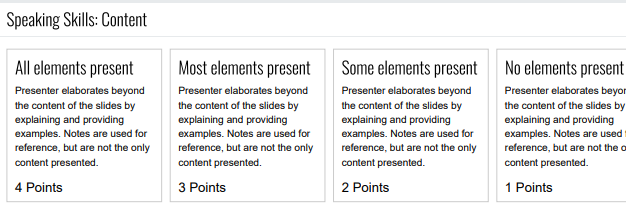 Speaking Skills: Content
All elements present
Presenter elaborates beyond
the content of the slides by
explaining and providing
examples. Notes are used for
reference, but are not the only
content presented.
4 Points
Most elements present
Presenter elaborates beyond
the content of the slides by
explaining and providing
examples. Notes are used for
reference, but are not the only
content presented.
3 Points
Some elements present
Presenter elaborates beyond
the content of the slides by
explaining and providing
examples. Notes are used for
reference, but are not the only
content presented.
2 Points
No elements present
Presenter elaborates
the content of the slides by
explaining and providing
examples. Notes are used
reference, but are not the
content presented.
1 Points